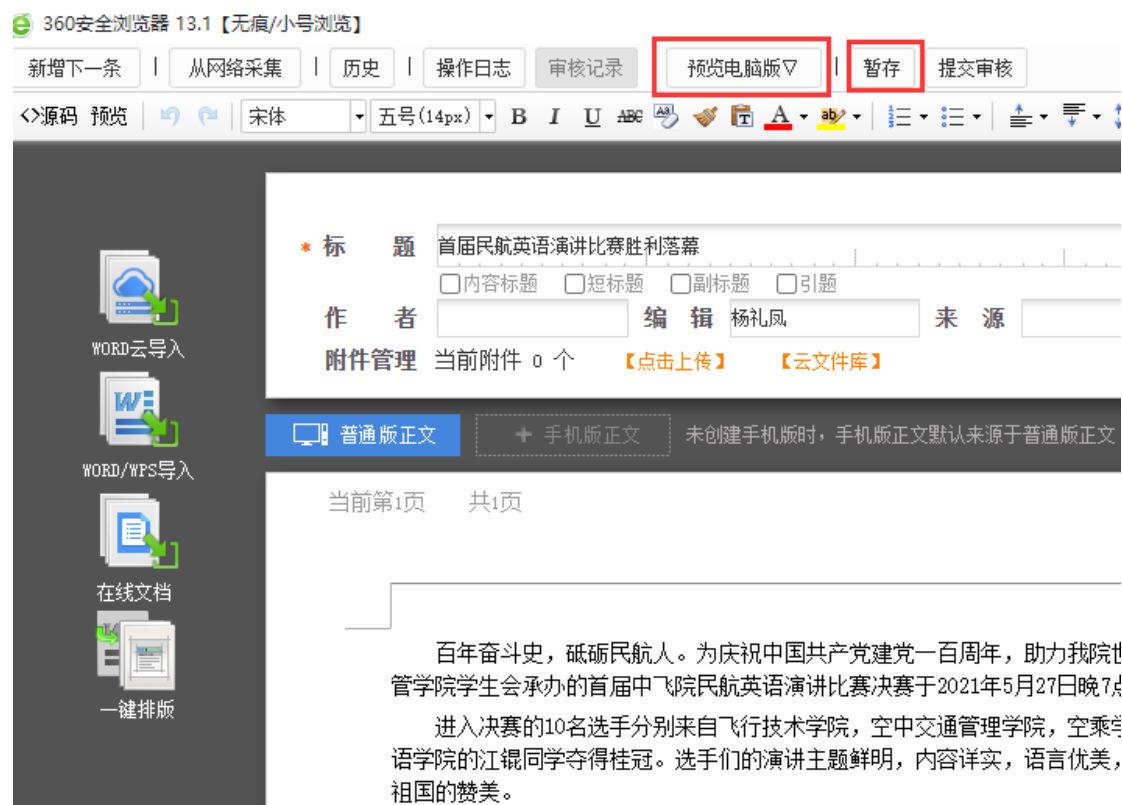 360安全浏览器 13.1【无痕/小号浏览】
新增下一条 | 从网络采集 | 历史 | 操作日志 审核记录 预览电脑版▽ | 暂存 提交审核
<>源码 预览 宋体 五号(14px) B I U ABC A ab
* 标 题 首届民航英语演讲比赛胜利落幕
内容标题 短标题 副标题 引题
作 者 编 辑 杨礼凤 来 源
附件管理 当前附件 0 个 【点击上传】 【云文件库】
WORD云导入
普通版正文 + 手机版正文 未创建手机版时，手机版正文默认来源于普通版正文
WORD/WPS导入
当前第1页 共1页
在线文档
一键排版
百年奋斗史，砥砺民航人。为庆祝中国共产党建党一百周年，助力我院
管学院学生会承办的首届中飞院民航英语演讲比赛决赛于2021年5月27日晚7
进入决赛的10名选手分别来自飞行技术学院，空中交通管理学院，空乘
语学院的江锟同学夺得桂冠。选手们的演讲主题鲜明，内容详实，语言优美，
祖国的赞美。